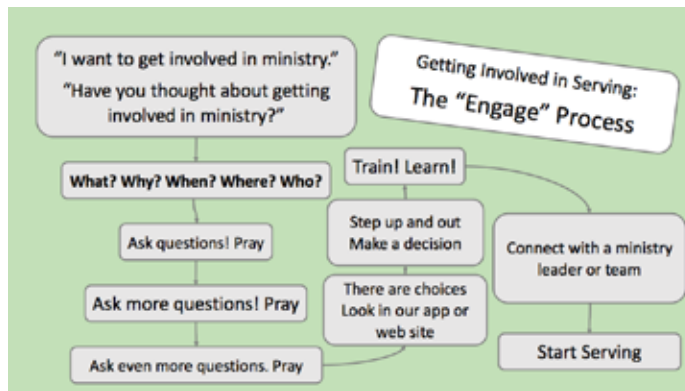 “I want to get involved in ministry.”
“Have you thought about getting
involved in ministry?”
Getting Involved in Serving:
The “Engage” Process
What? Why? When? Where? Who?
Ask questions! Pray
Ask more questions! Pray
Ask even more questions. Pray
There are choices
Look in our app or
web site
Step up and out
Make a decision
Train! Learn!
Connect with a ministry
leader or team
Start Serving